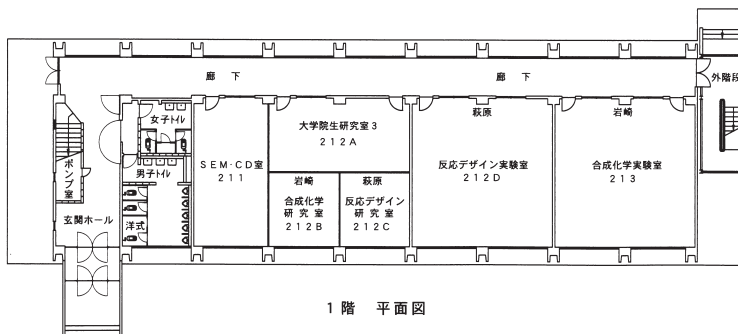 廊 下
廊 下
外階段
女子トイレ
大学院生研究室3
212A
萩原
岩崎
SEM・CD室
211
反応デザイン実験室
212D
合成化学実験室
213
ポンプ室
男子トイレ
岩崎
合成化学
研究室
212B
萩原
反応デザイン
研究室
212C
玄関ホール
洋式
1階 平面図